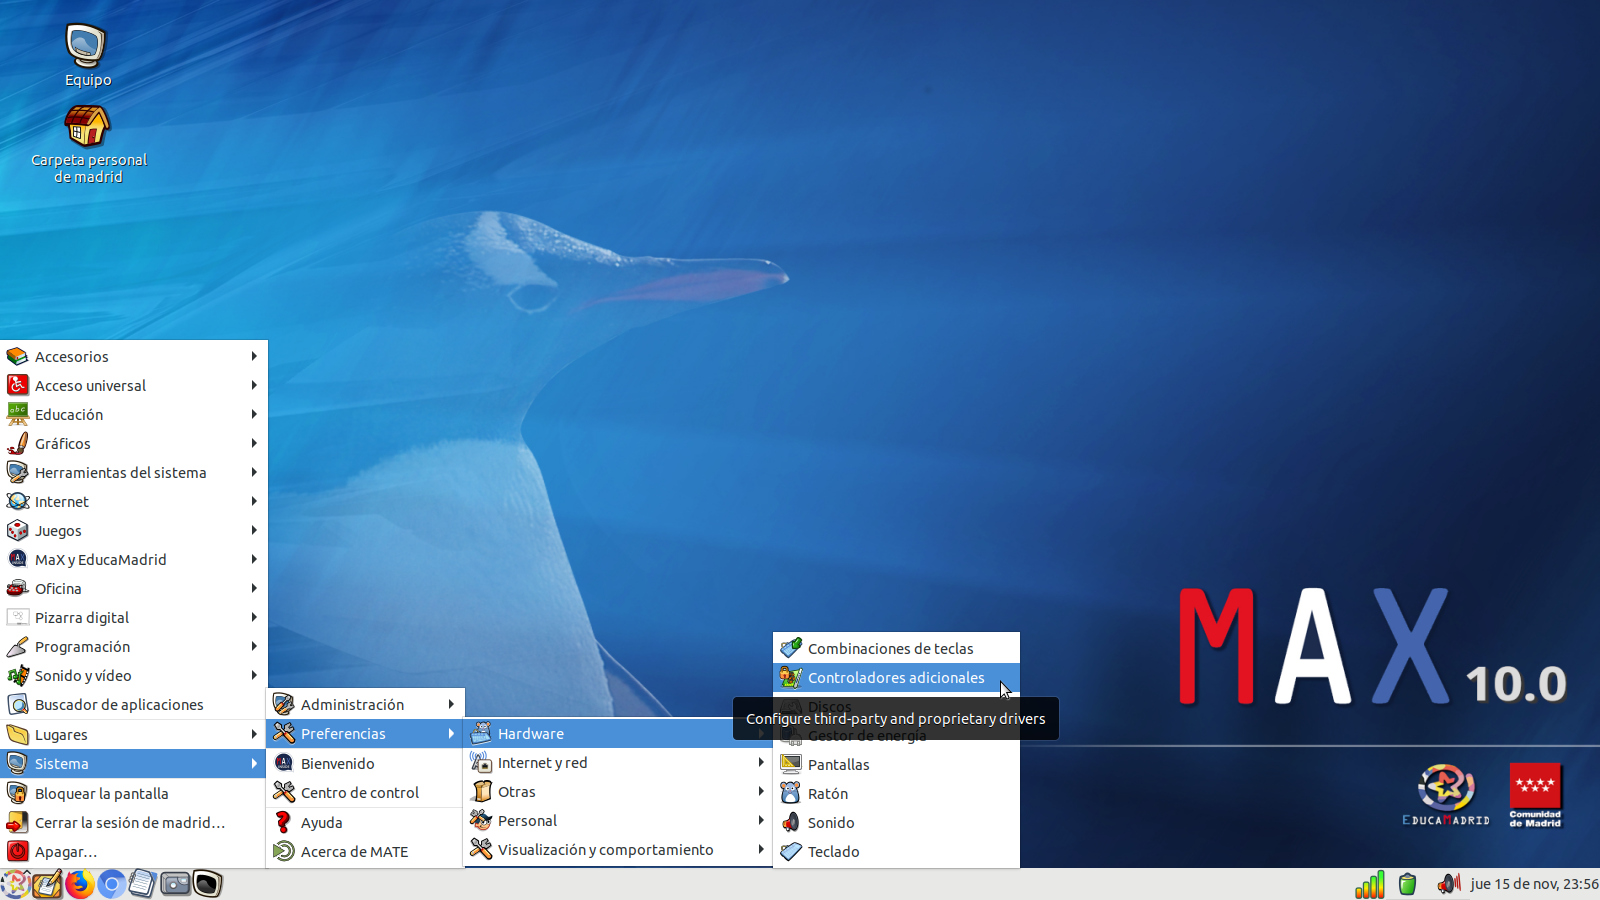 Equipo
Carpeta personal
de madrid
Accesorios
Acceso universal
Educación
Gráficos
Herramientas del sistema
Internet
Juegos
MaX y EducaMadrid
Oficina
Pizarra digital
Programación
Sonido y vídeo
Buscador de aplicaciones
Lugares
Sistema
Bloquear la pantalla
Cerrar la sesión de madrid...
Apagar...
Administración
Preferencias
Bienvenido
Centro de control
Ayuda
Acerca de MATE
Hardware
Internet y red
Otras
Personal
Visualización y comportamiento
Combinaciones de teclas
Controladores adicionales
Discos
Configure third-party and proprietary drivers
Gestor de energía
Pantallas
Ratón
Sonido
Teclado
MAX 10.0
EDUCAMADRID
Comunidad
de Madrid
jue 15 de nov, 23:56